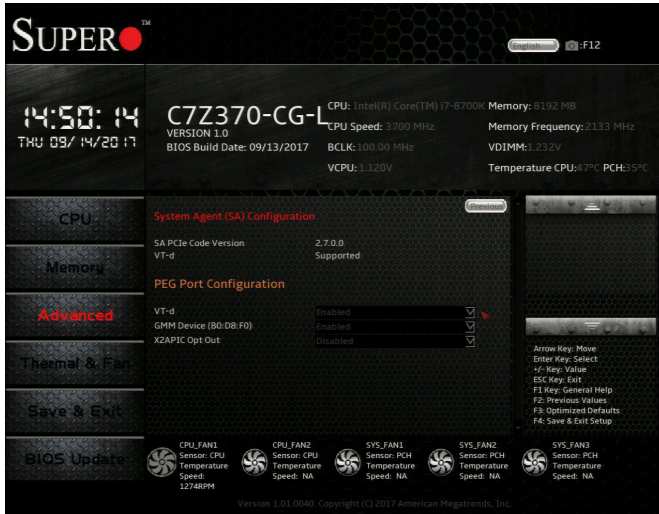 SUPER
TM
English
:F12
14:50: 14
THU 09/ 14/2017
C7Z370-CG-L
VERSION 1.0
BIOS Build Date: 09/13/2017
CPU: Intel(R) Core(TM) i7-8700K
CPU Speed: 3700 MHz
BCLK:100.00 MHz
VCPU:1.120V
Memory: 8192 MB
Memory Frequency:2133 MHz
VDIMM:1.232V
Temperature CPU:47°C PCH:35°C
CPU
Memory
Advanced
Thermal & Fan
Save & Exit
BIOS Update
System Agent (SA) Configuration
Previous
SA PCIe Code Version 2.7.0.0
VT-d Supported
PEG Port Configuration
VT-d Enabled
GMM Device (B0:D8:F0) Enabled
X2APIC Opt Out Disabled
Arrow Key: Move
Enter Key: Select
+/- Key: Value
ESC Key: Exit
F1 Key: General Help
F2: Previous Values
F3: Optimized Defaults
F4: Save & Exit Setup
CPU_FAN1
Sensor: CPU
Temperature
Speed:
1274RPM
CPU_FAN2
Sensor: CPU
Temperature
Speed: NA
SYS_FAN1
Sensor: PCH
Temperature
Speed: NA
SYS_FAN2
Sensor: PCH
Temperature
Speed: NA
SYS_FAN3
Sensor: PCH
Temperature
Speed: NA
Version 1.01.0040. Copyright (C) 2017 American Megatrends, Inc.